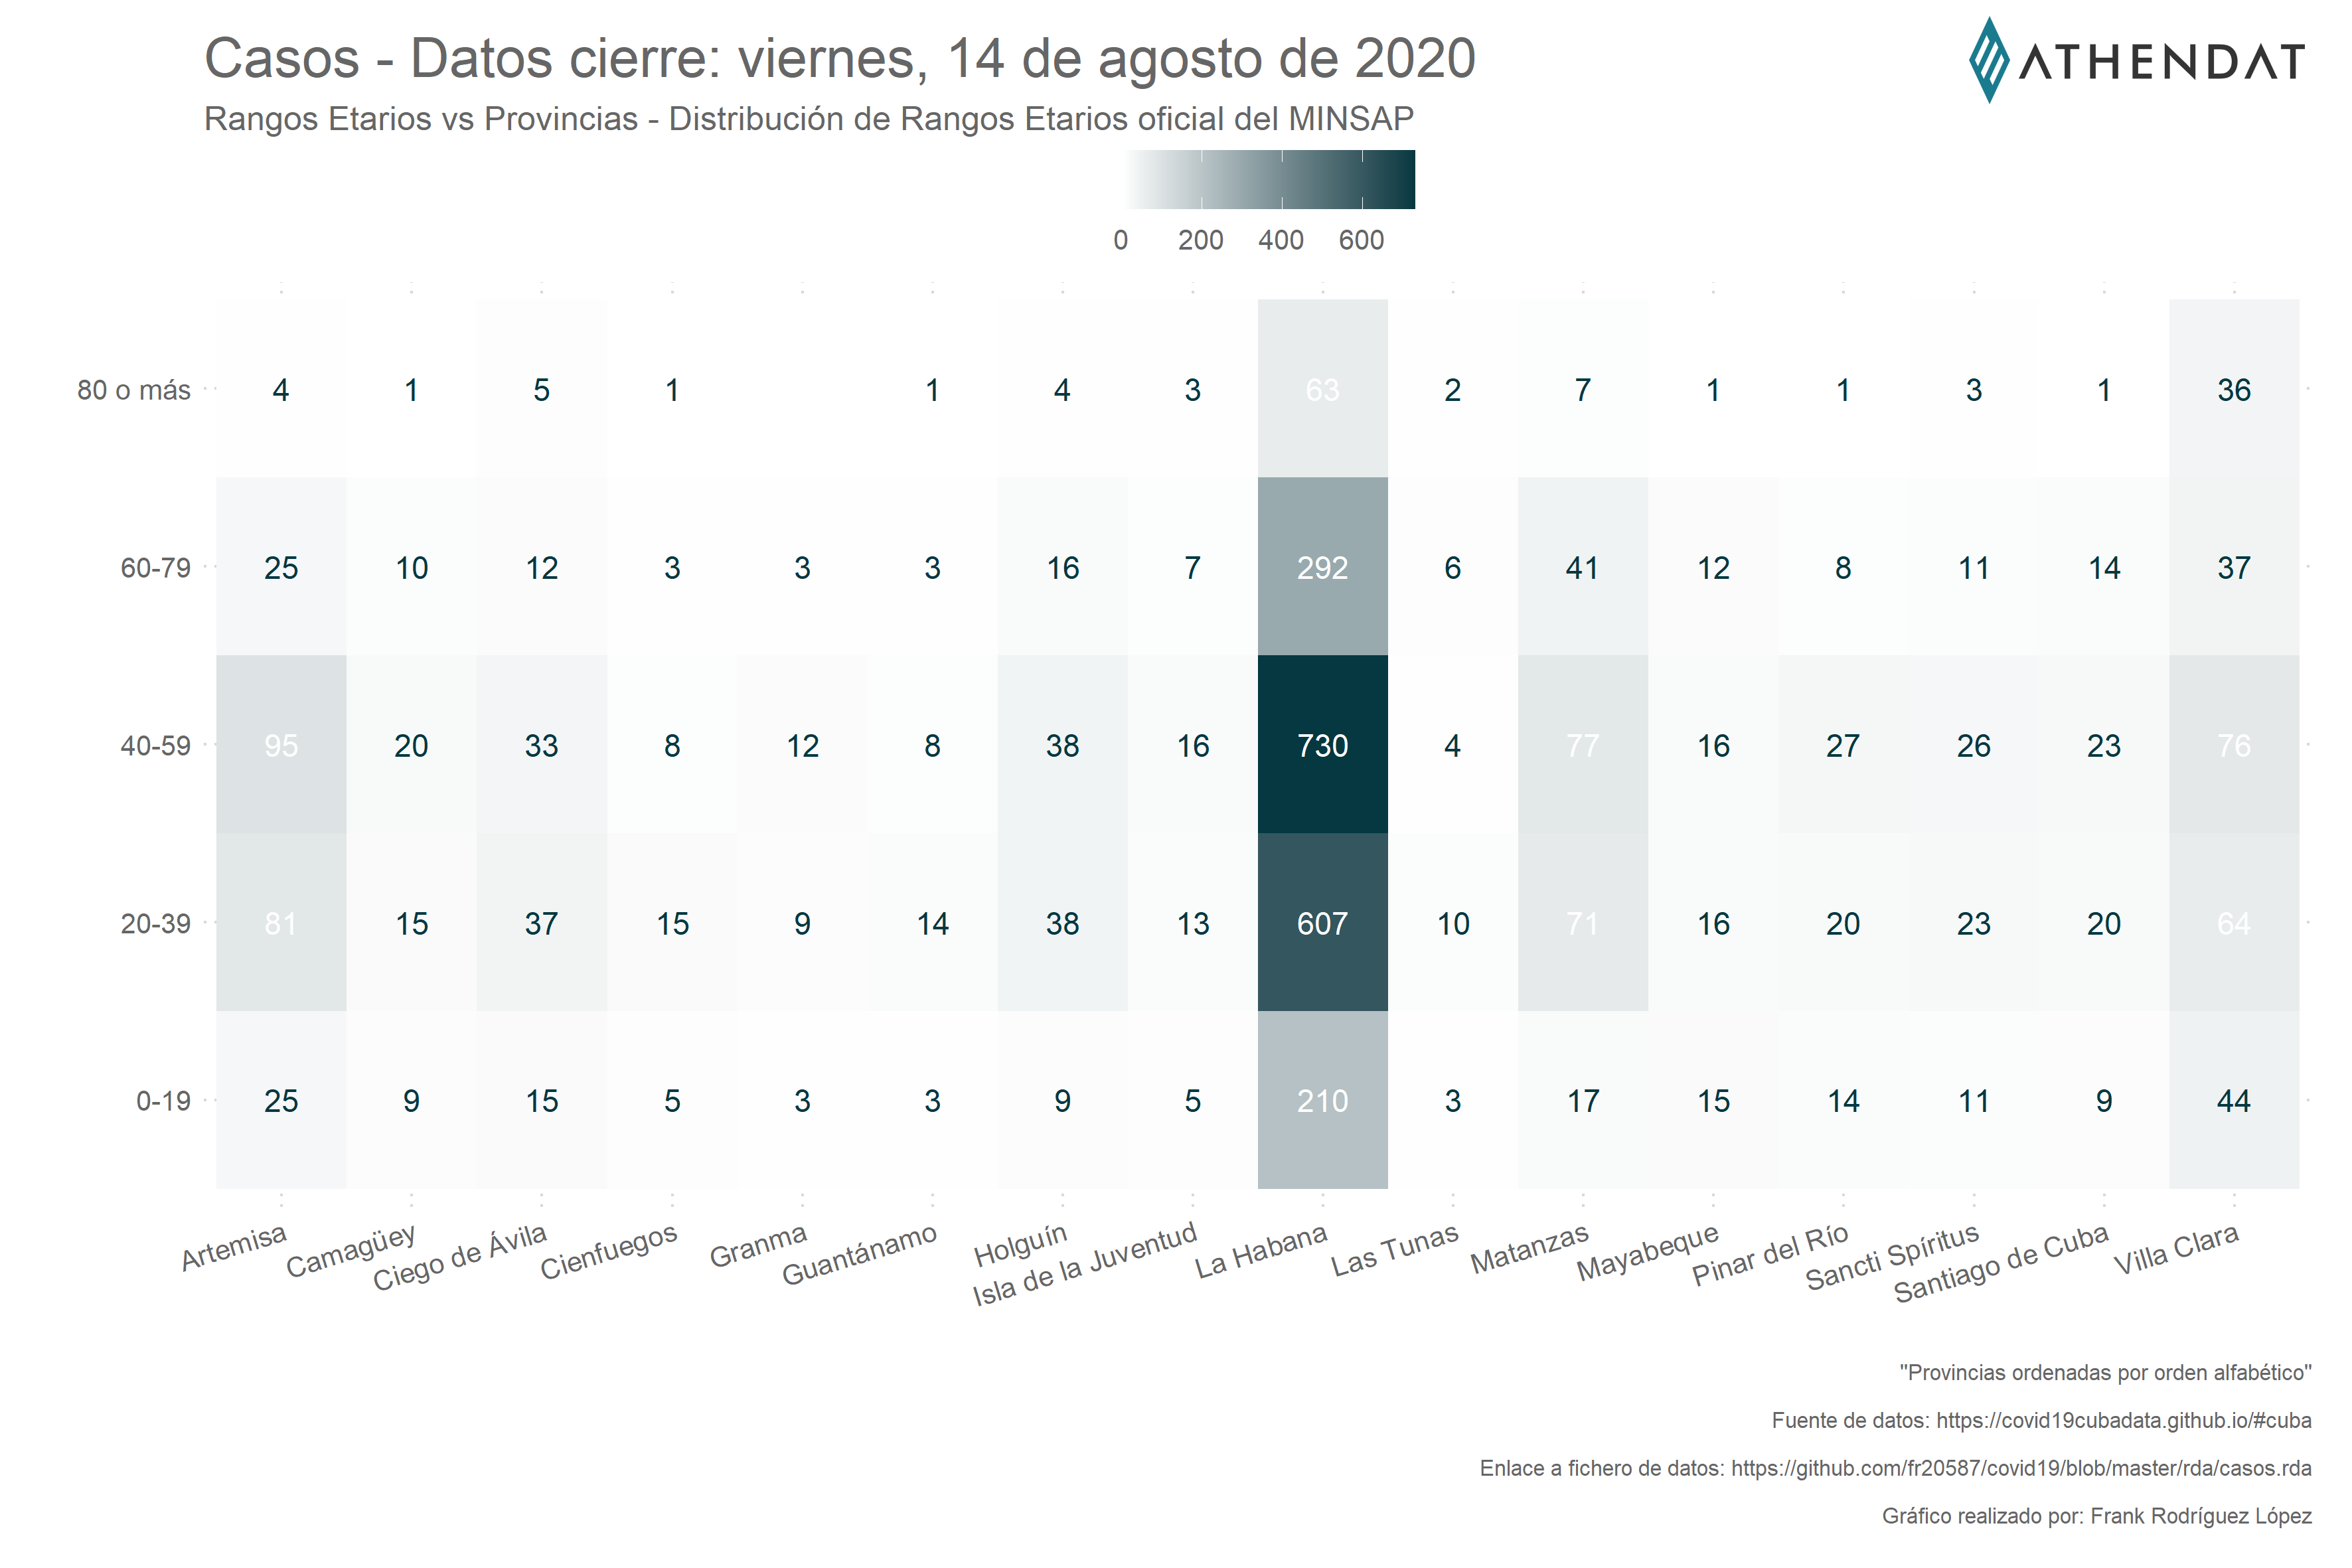 Casos - Datos cierre: viernes, 14 de agosto de 2020
ATHENDAT
Rangos Etarios vs Provincias - Distribución de Rangos Etarios oficial del MINSAP
0 200 400 600
80 o más 4 1 5 1 1 4 3 63 2 7 1 1 3 1 36
60-79 25 10 12 3 3 3 16 7 292 6 41 12 8 11 14 37
40-59 95 20 33 8 12 8 38 16 730 4 77 16 27 26 23 76
20-39 81 15 37 15 9 14 38 13 607 10 71 16 20 23 20 64
0-19 25 9 15 5 3 3 9 5 210 3 17 15 14 11 9 44
Artemisa Camagüey Ciego de Ávila Cienfuegos Granma Guantánamo Holguín Isla de la Juventud La Habana Las Tunas Matanzas Mayabeque Pinar del Río Sancti Spíritus Santiago de Cuba Villa Clara
"Provincias ordenadas por orden alfabético"
Fuente de datos: https://covid19cubadata.github.io/#cuba
Enlace a fichero de datos: https://github.com/fr20587/covid19/blob/master/rda/casos.rda
Gráfico realizado por: Frank Rodríguez López